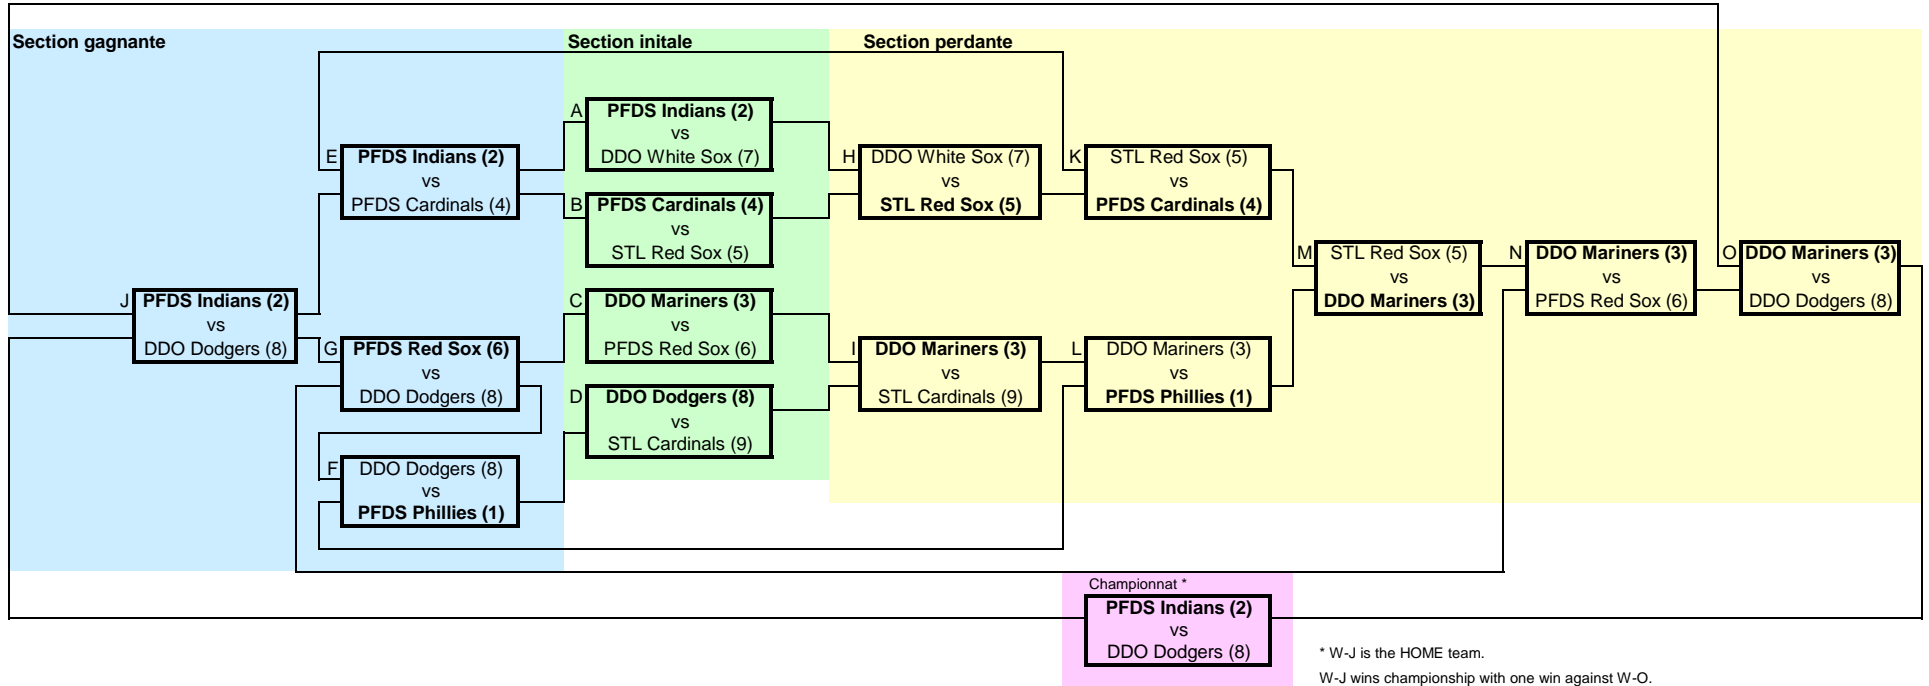 Section gagnante
Section initale
Section perdante
J
PFDS Indians (2)
vs
DDO Dodgers (8)
E
PFDS Indians (2)
vs
PFDS Cardinals (4)
G
PFDS Red Sox (6)
vs
DDO Dodgers (8)
F
DDO Dodgers (8)
vs
PFDS Phillies (1)
A
PFDS Indians (2)
vs
DDO White Sox (7)
B
PFDS Cardinals (4)
vs
STL Red Sox (5)
C
DDO Mariners (3)
vs
PFDS Red Sox (6)
D
DDO Dodgers (8)
vs
STL Cardinals (9)
H
DDO White Sox (7)
vs
STL Red Sox (5)
I
DDO Mariners (3)
vs
STL Cardinals (9)
K
STL Red Sox (5)
vs
PFDS Cardinals (4)
L
DDO Mariners (3)
vs
PFDS Phillies (1)
M
STL Red Sox (5)
vs
DDO Mariners (3)
N
DDO Mariners (3)
vs
PFDS Red Sox (6)
O
DDO Mariners (3)
vs
DDO Dodgers (8)
Championnat *
PFDS Indians (2)
vs
DDO Dodgers (8)
* W-J is the HOME team.
W-J wins championship with one win against W-O.